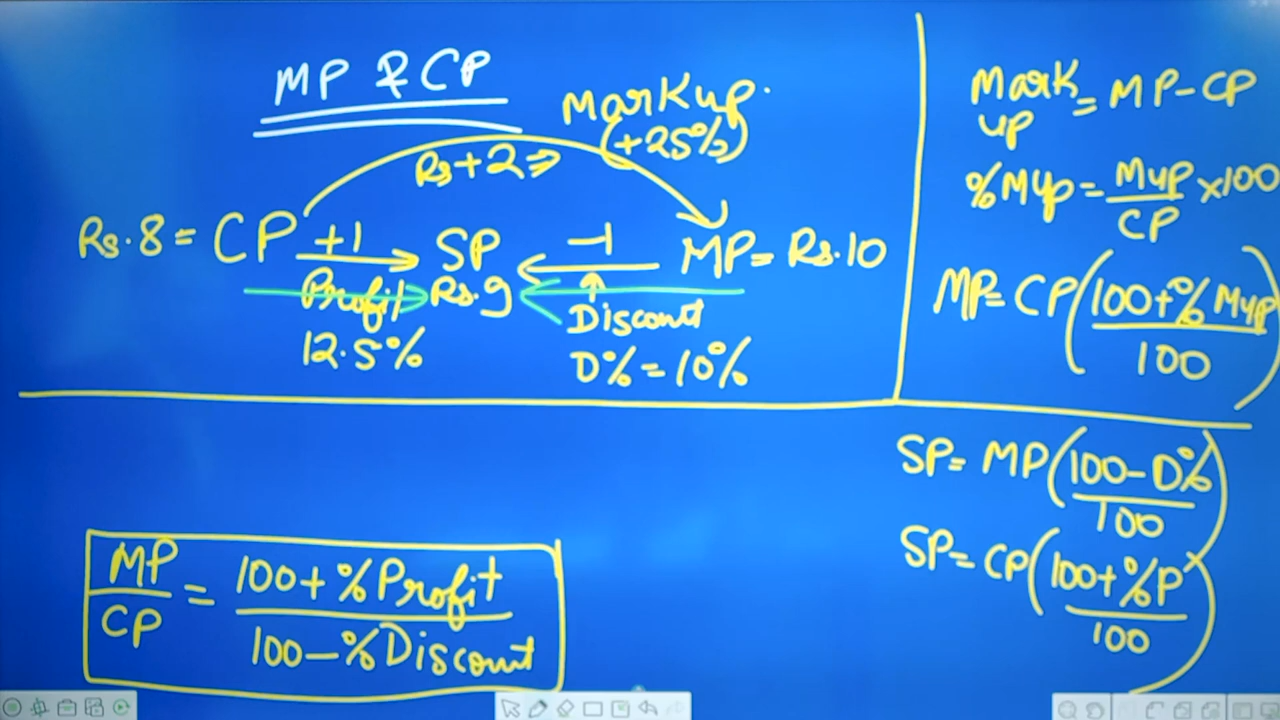 MP & CP
Markup
(+25%)
Rs+2⇒
Rs.8 = CP +1 SP -1 MP = Rs.10
Profit Rs.9 Discount
12.5% D% = 10%
Mark up = MP-CP
%Mup = Mup/CP ×100
MP = CP(100+% Mup/100)
SP = MP(100-D%/100)
SP = CP(100+%P/100)
MP/CP = 100+%Profit/100-%Discount